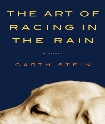 THE ART OF
RACING IN
THE RAIN
GARTH STEIN